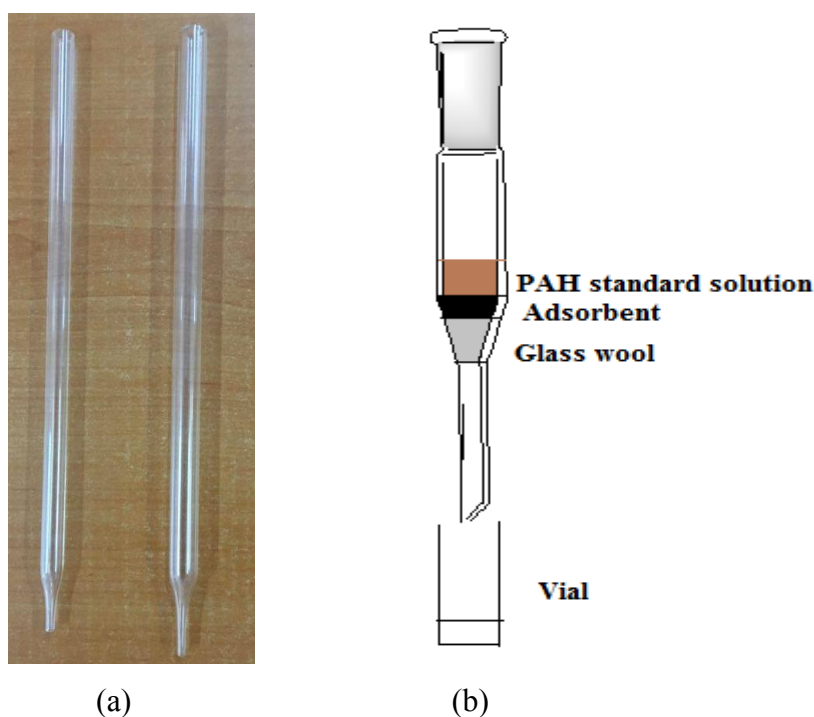 PAH standard solution
Adsorbent
Glass wool
Vial
(a)
(b)